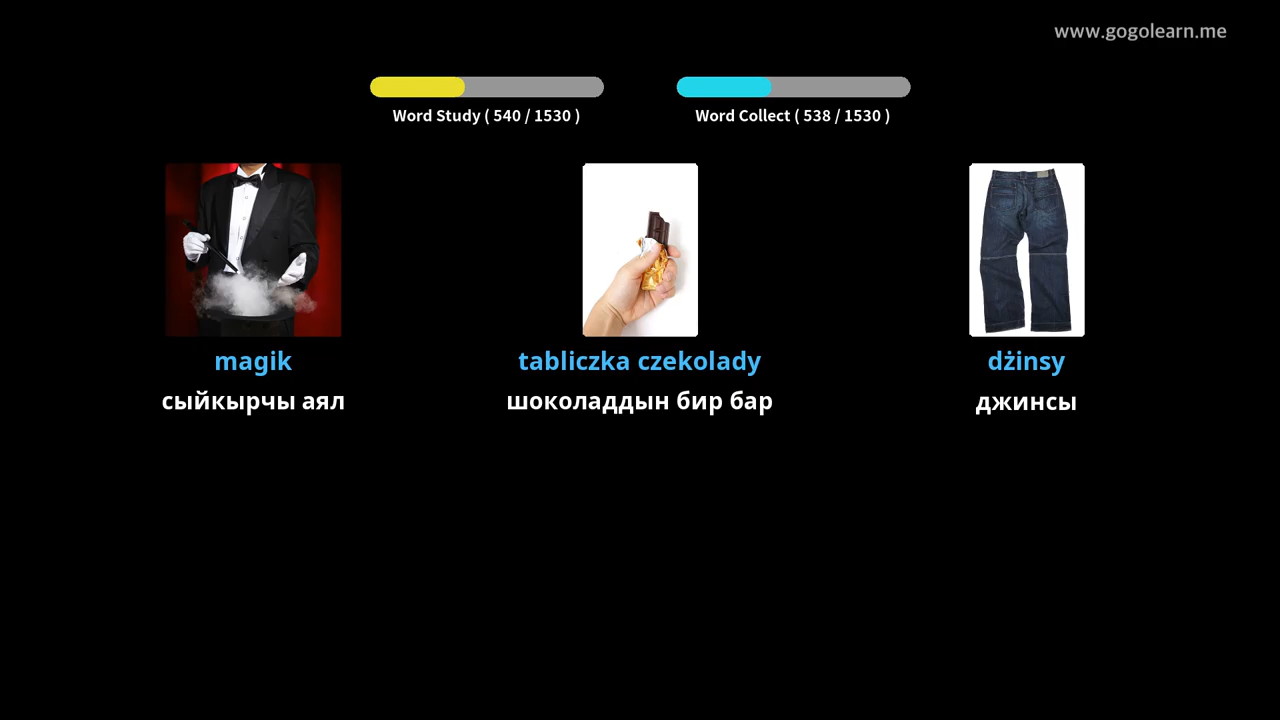 www.gogolearn.me
Word Study ( 540 / 1530 )
Word Collect ( 538 / 1530 )
magik
tabliczka czekolady
dżinsy
сыйкырчы аял
шоколаддын бир бар
джинсы